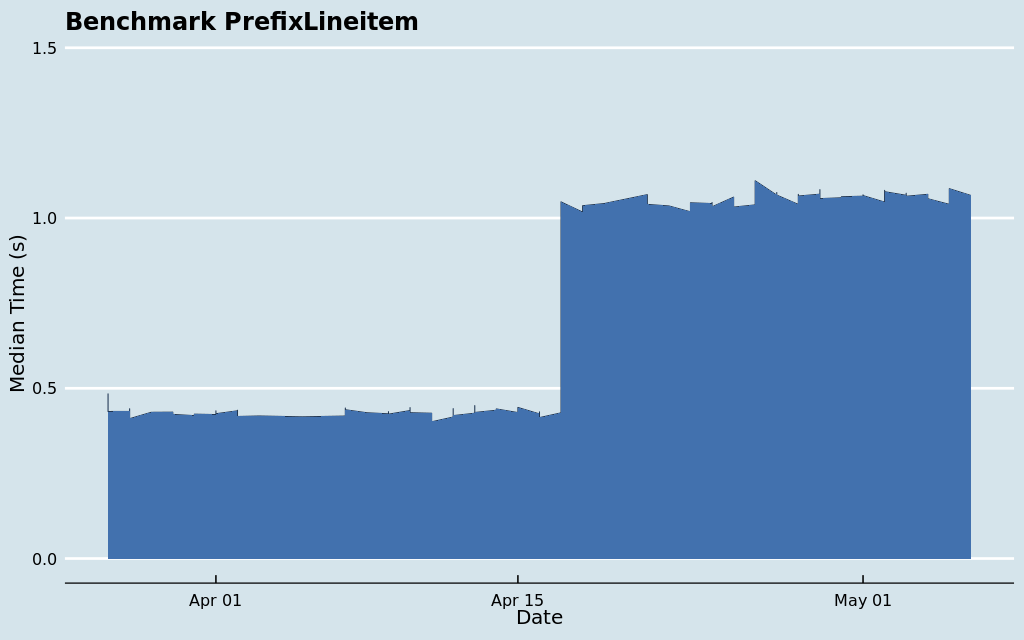 Benchmark PrefixLineitem
1.5
1.0
0.5
0.0
Median Time (s)
Apr 01
Apr 15
May 01
Date